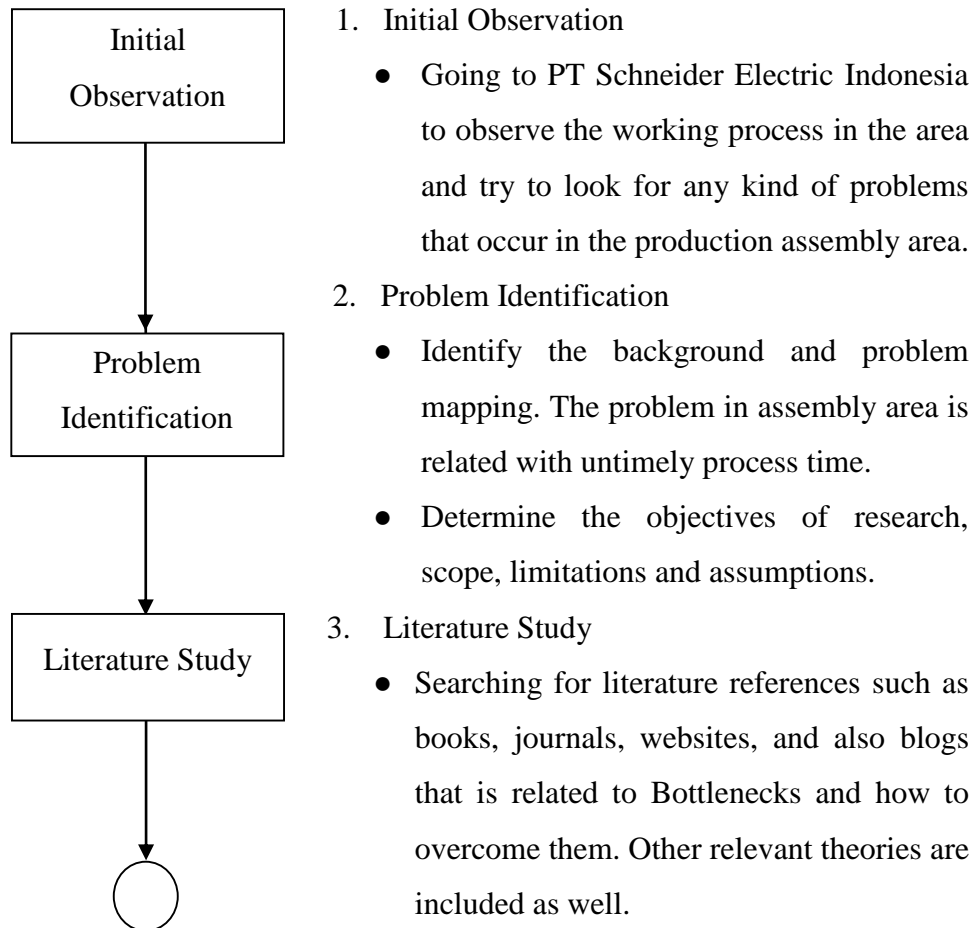 Initial
Observation
Problem
Identification
Literature Study
1. Initial Observation
● Going to PT Schneider Electric Indonesia
to observe the working process in the area
and try to look for any kind of problems
that occur in the production assembly area.
2. Problem Identification
● Identify the background and problem
mapping. The problem in assembly area is
related with untimely process time.
● Determine the objectives of research,
scope, limitations and assumptions.
3. Literature Study
● Searching for literature references such as
books, journals, websites, and also blogs
that is related to Bottlenecks and how to
overcome them. Other relevant theories are
included as well.